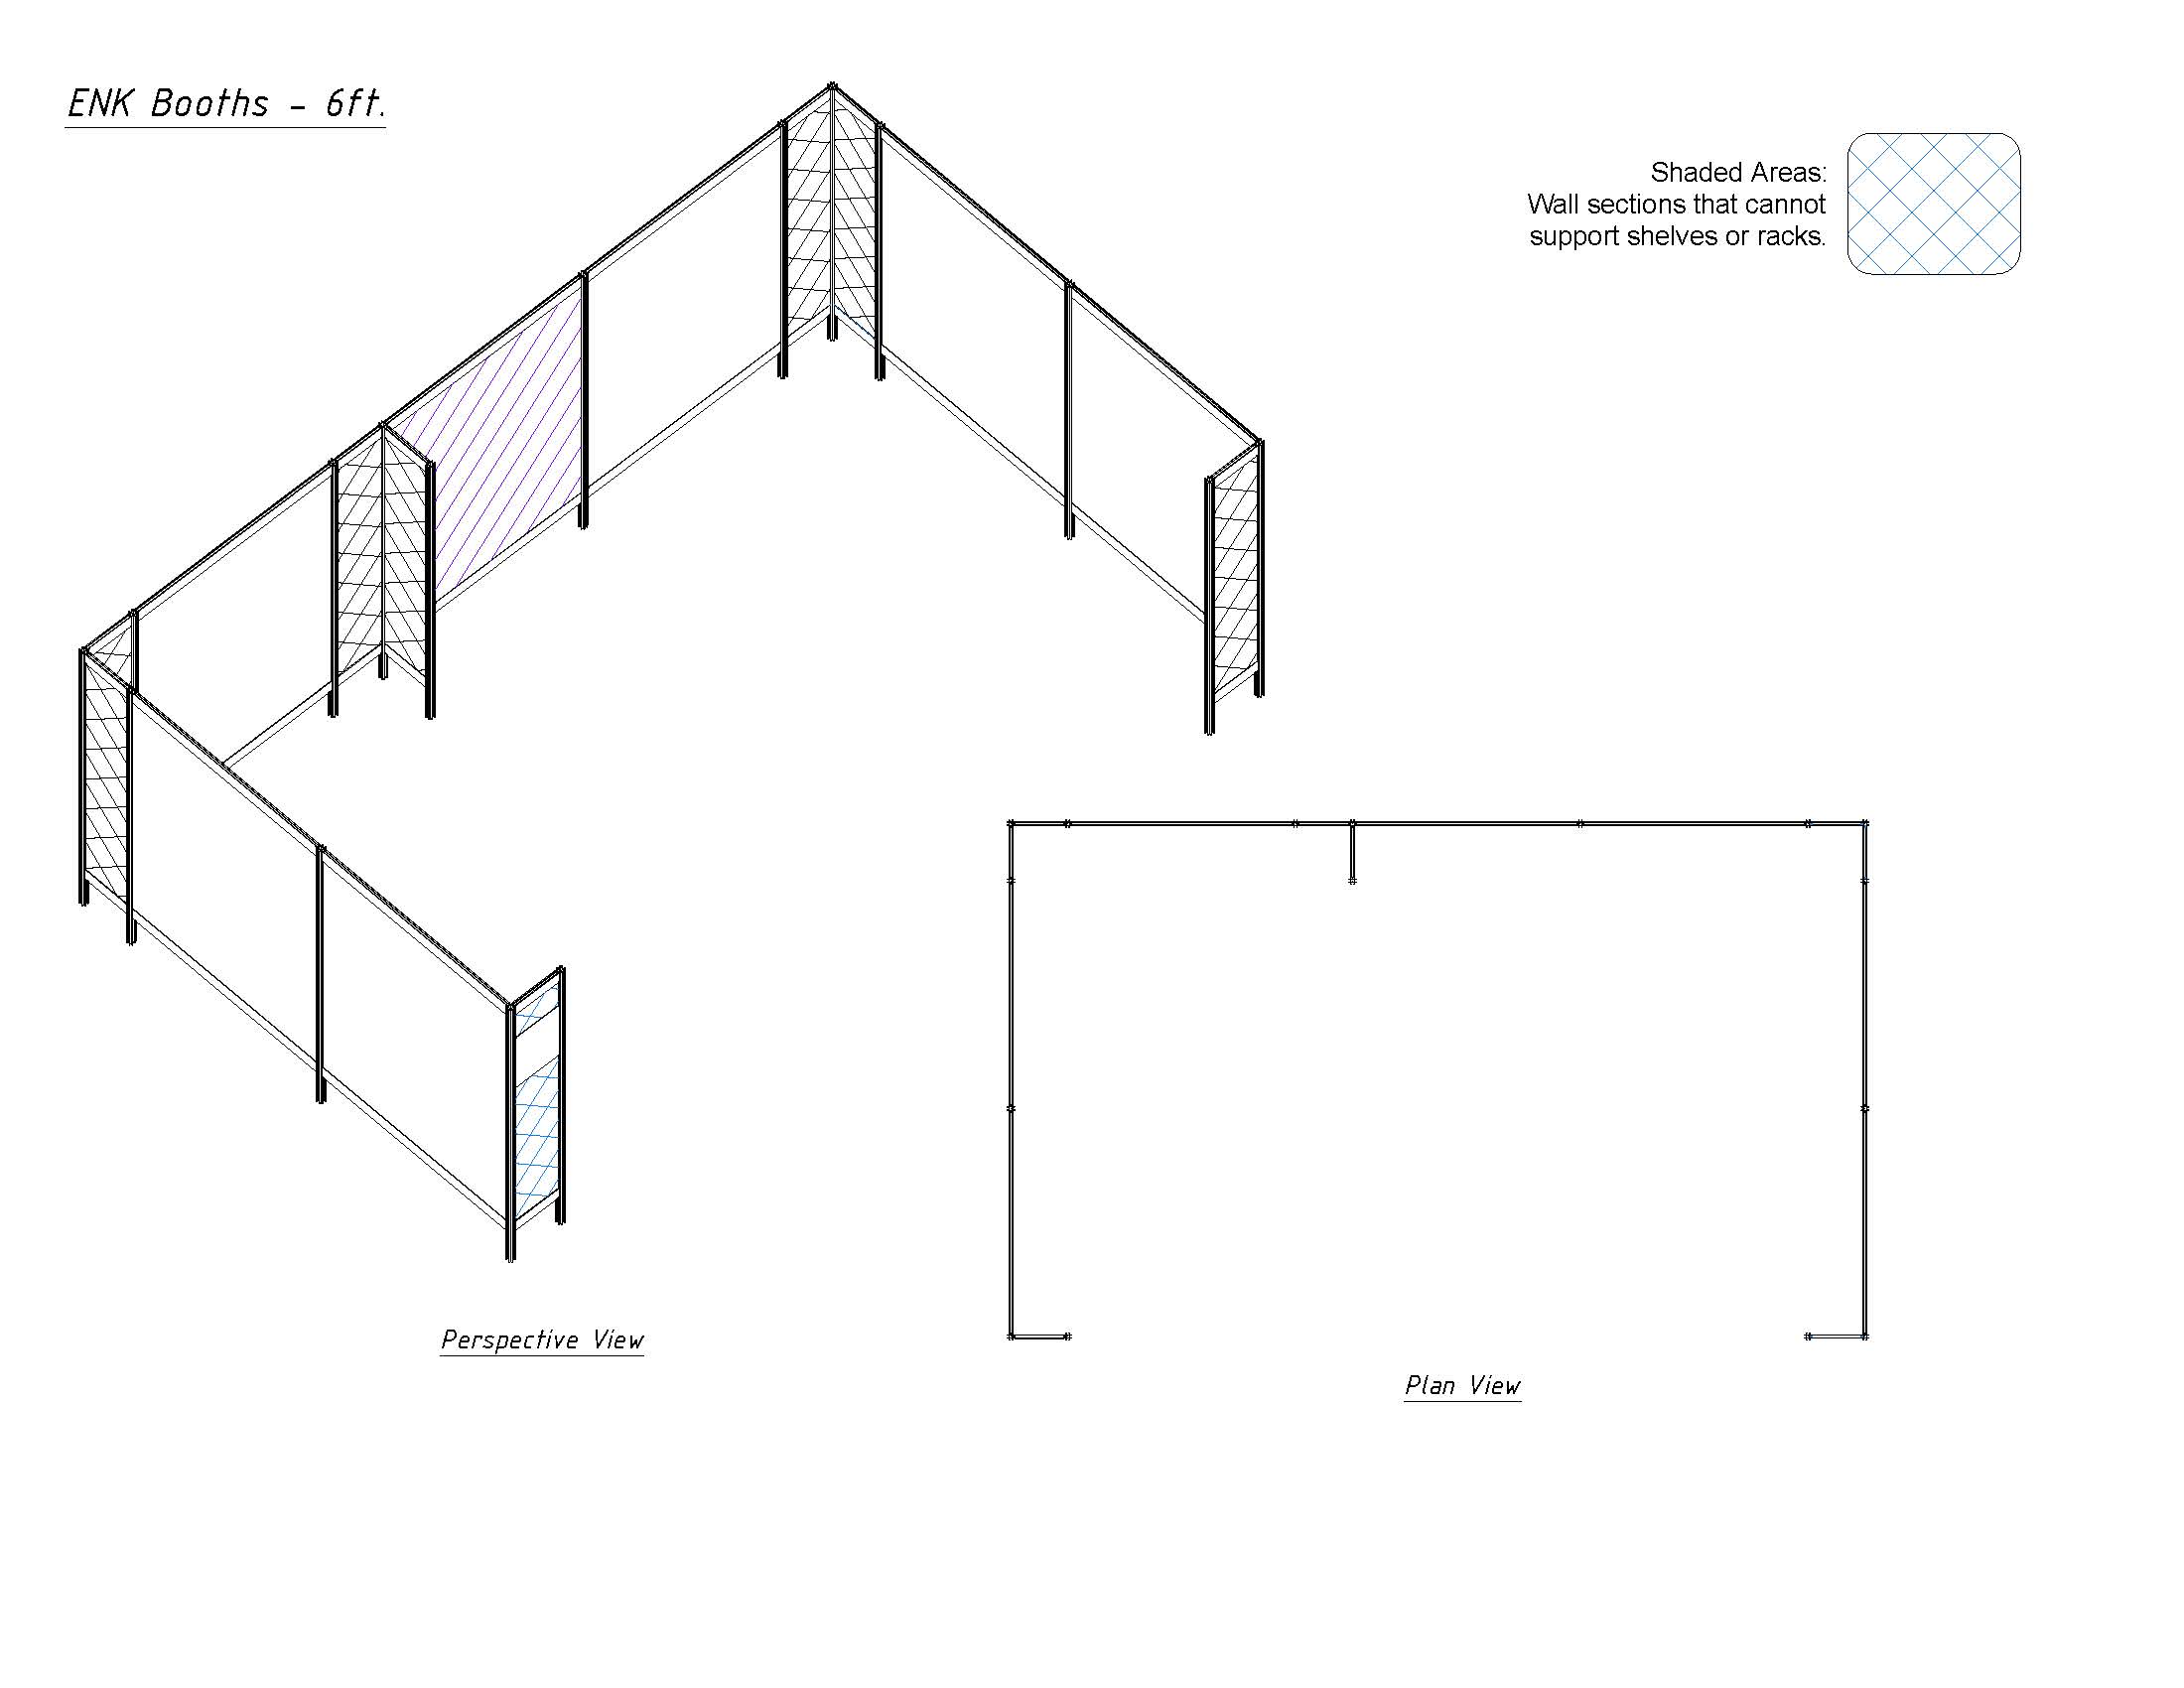 ENK Booths - 6ft.
Shaded Areas:
Wall sections that cannot
support shelves or racks.
Perspective View
Plan View